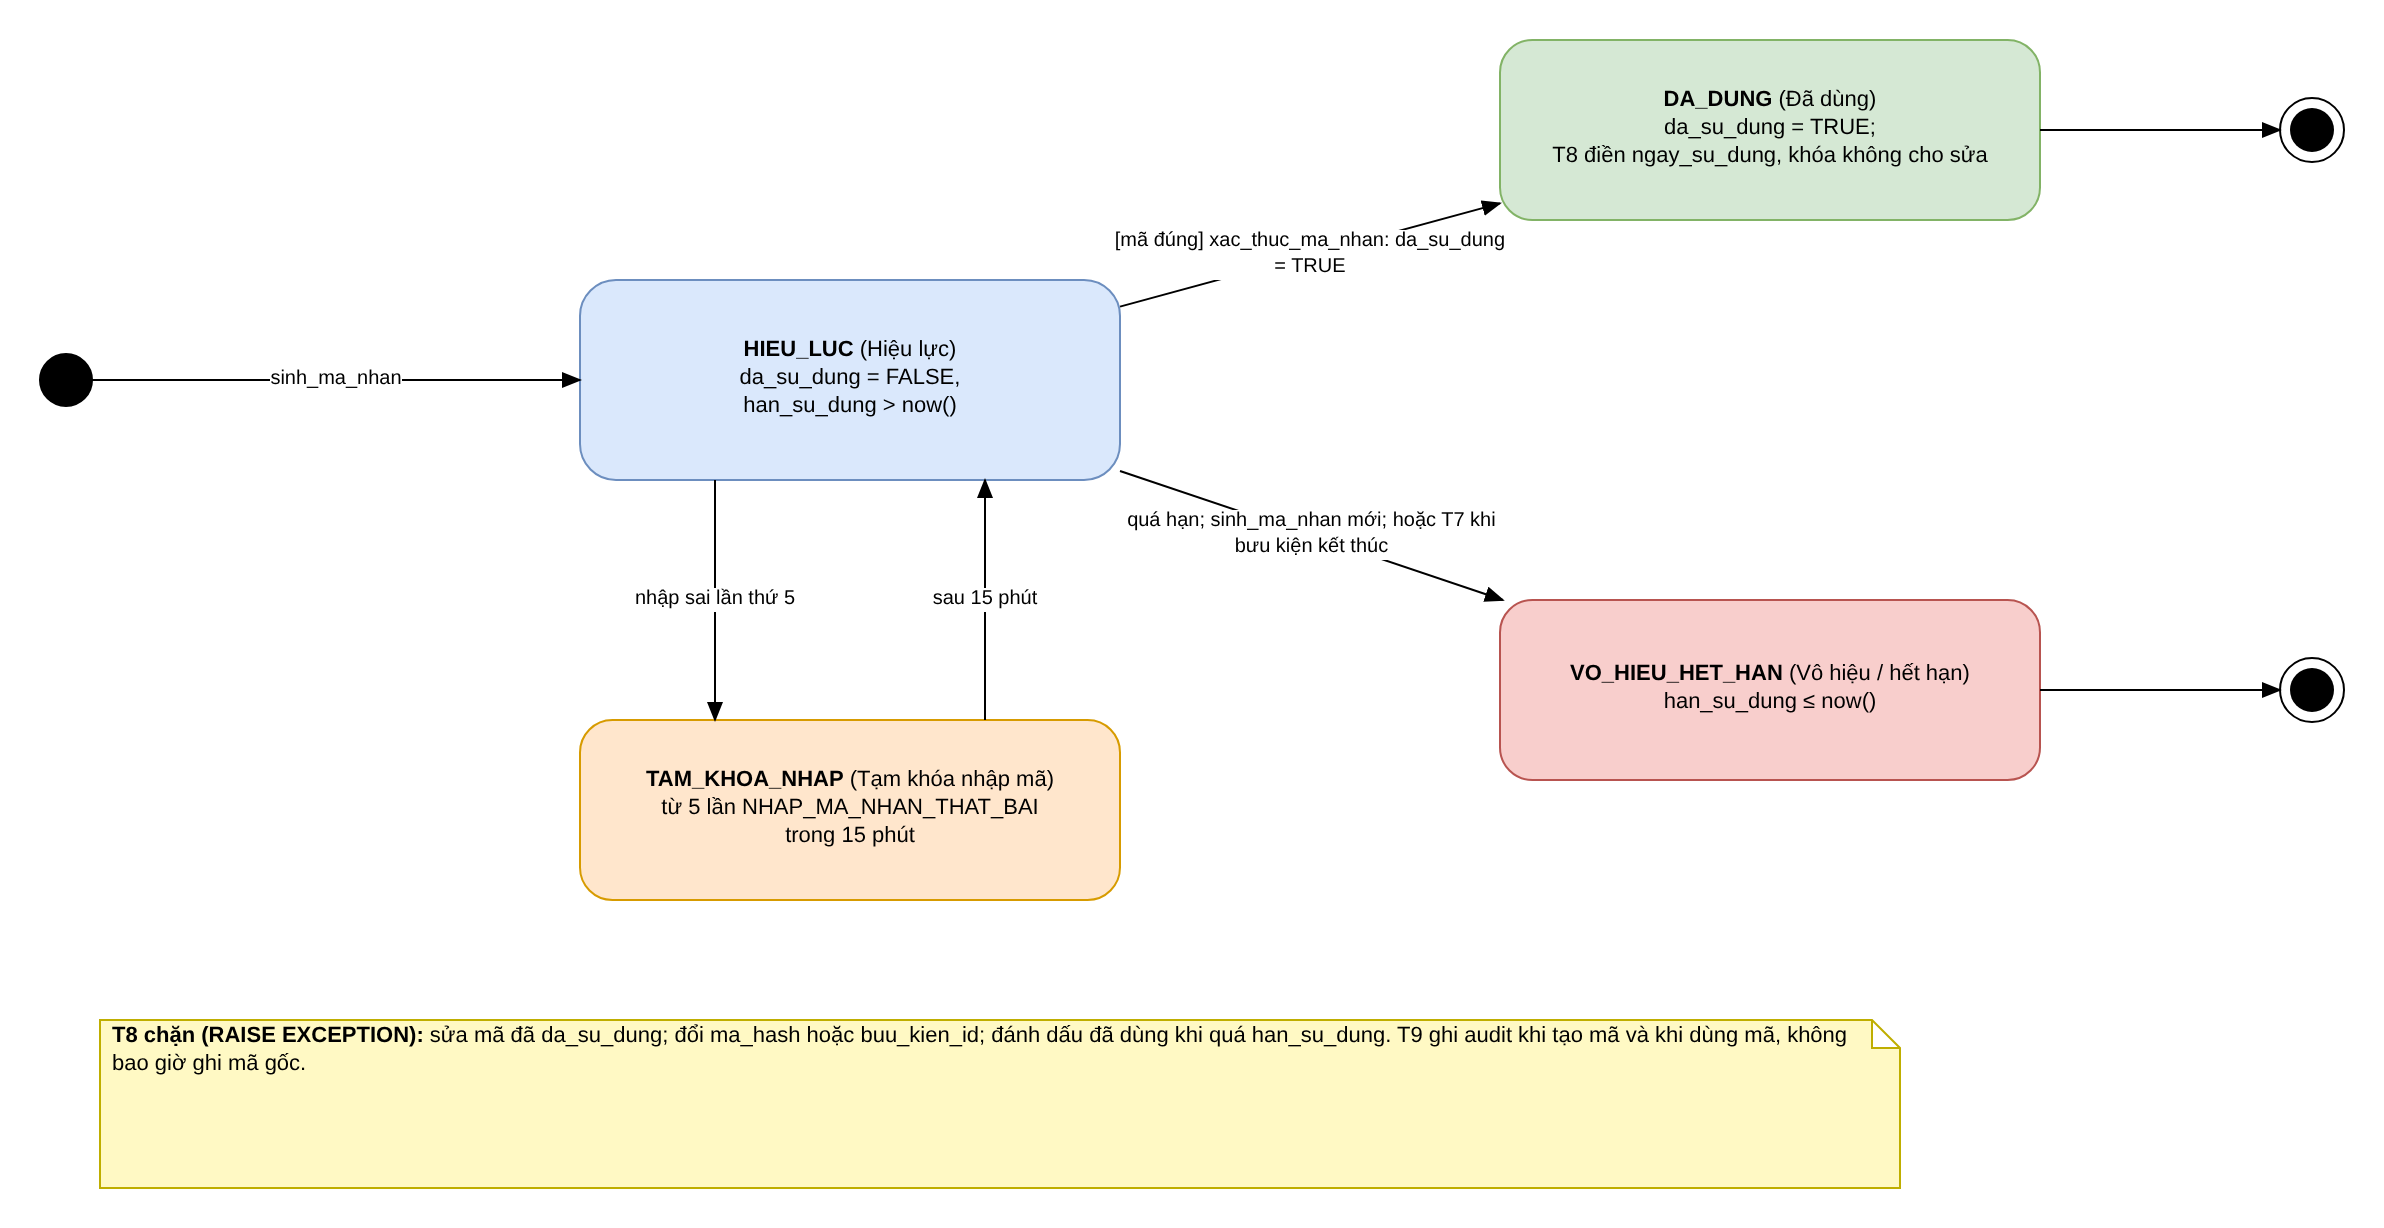 DA_DUNG (Đã dùng)
da_su_dung = TRUE;
T8 điền ngay_su_dung, khóa không cho sửa
[mã đúng] xac_thuc_ma_nhan: da_su_dung
= TRUE
HIEU_LUC (Hiệu lực)
da_su_dung = FALSE,
han_su_dung > now()
sinh_ma_nhan
quá hạn; sinh_ma_nhan mới; hoặc T7 khi
bưu kiện kết thúc
nhập sai lần thứ 5
sau 15 phút
VO_HIEU_HET_HAN (Vô hiệu / hết hạn)
han_su_dung ≤ now()
TAM_KHOA_NHAP (Tạm khóa nhập mã)
từ 5 lần NHAP_MA_NHAN_THAT_BAI
trong 15 phút
T8 chặn (RAISE EXCEPTION): sửa mã đã da_su_dung; đổi ma_hash hoặc buu_kien_id; đánh dấu đã dùng khi quá han_su_dung. T9 ghi audit khi tạo mã và khi dùng mã, không
bao giờ ghi mã gốc.